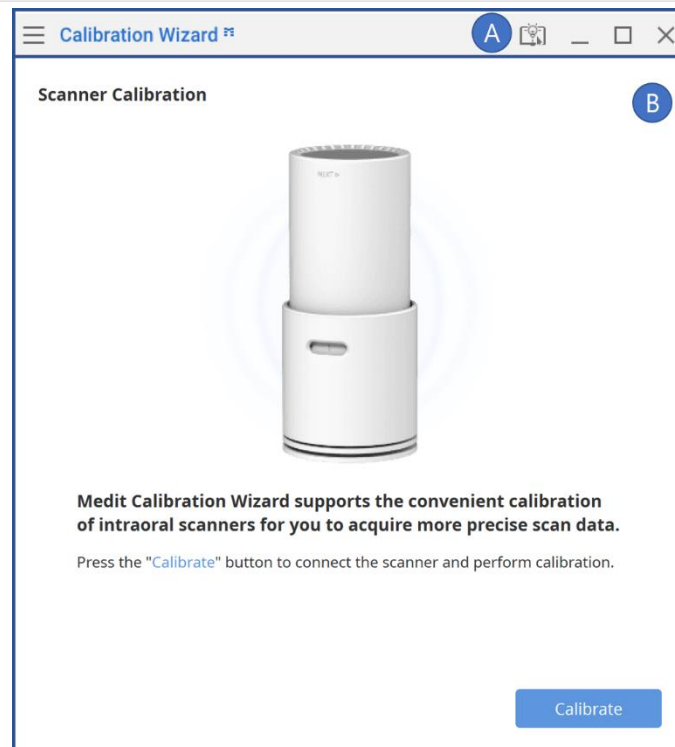 Calibration Wizard
A
Scanner Calibration
B
Medit Calibration Wizard supports the convenient calibration
of intraoral scanners for you to acquire more precise scan data.
Press the "Calibrate" button to connect the scanner and perform calibration.
Calibrate